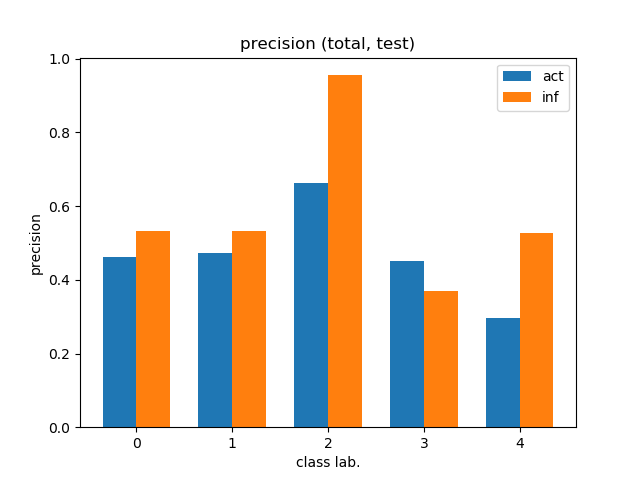 precision (total, test)
act
inf
1.0
0.8
0.6
0.4
0.2
0.0
precision
0 1 2 3 4
class lab.